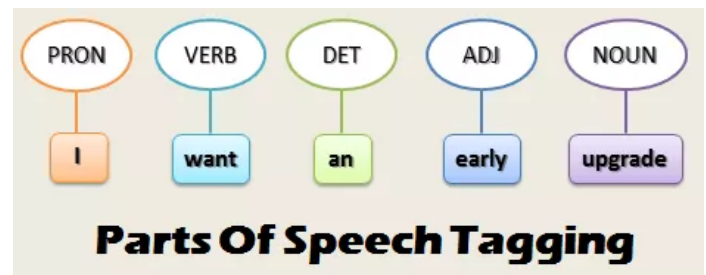 PRON VERB DET ADJ NOUN
I want an early upgrade
Parts Of Speech Tagging